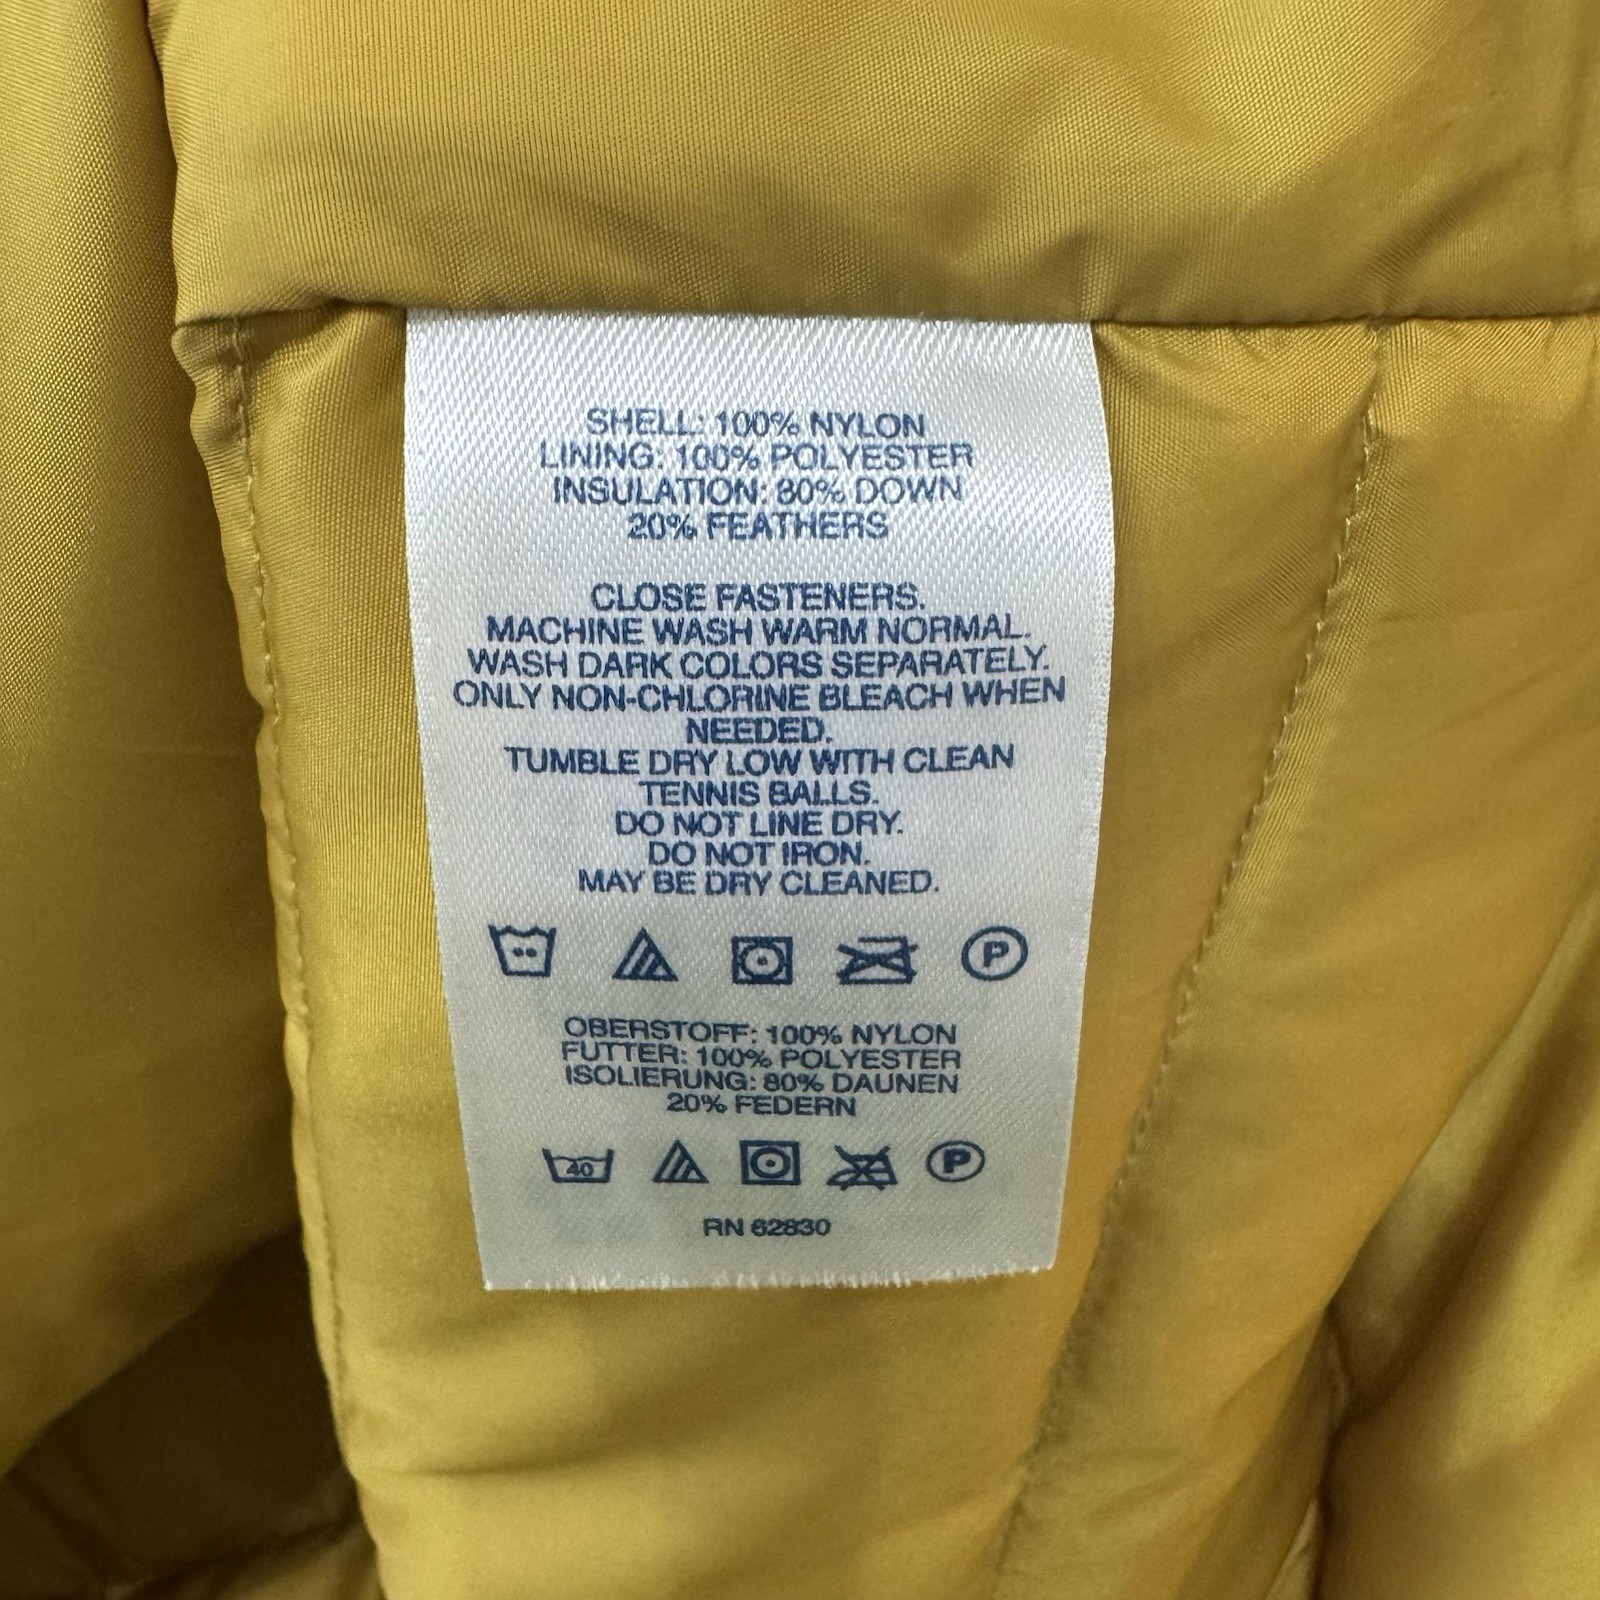 SHELL: 100% NYLON
LINING: 100% POLYESTER
INSULATION: 80% DOWN
20% FEATHERS
CLOSE FASTENERS.
MACHINE WASH WARM NORMAL.
WASH DARK COLORS SEPARATELY.
ONLY NON-CHLORINE BLEACH WHEN
NEEDED.
TUMBLE DRY LOW WITH CLEAN
TENNIS BALLS.
DO NOT LINE DRY.
DO NOT IRON.
MAY BE DRY CLEANED.
P
OBERSTOFF: 100% NYLON
FUTTER: 100% POLYESTER
ISOLIERUNG: 80% DAUNEN
20% FEDERN
40 P
RN 62830